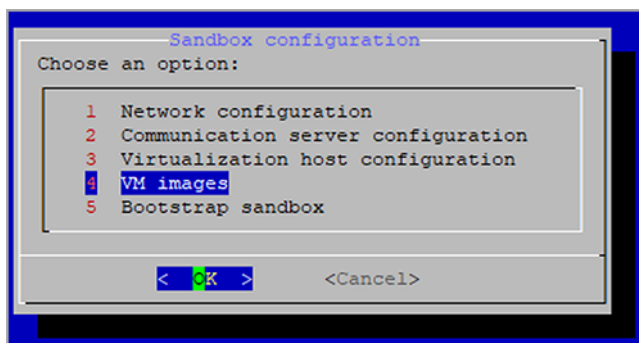 Sandbox configuration
Choose an option:
1 Network configuration
2 Communication server configuration
3 Virtualization host configuration
4 VM images
5 Bootstrap sandbox
< OK > <Cancel>